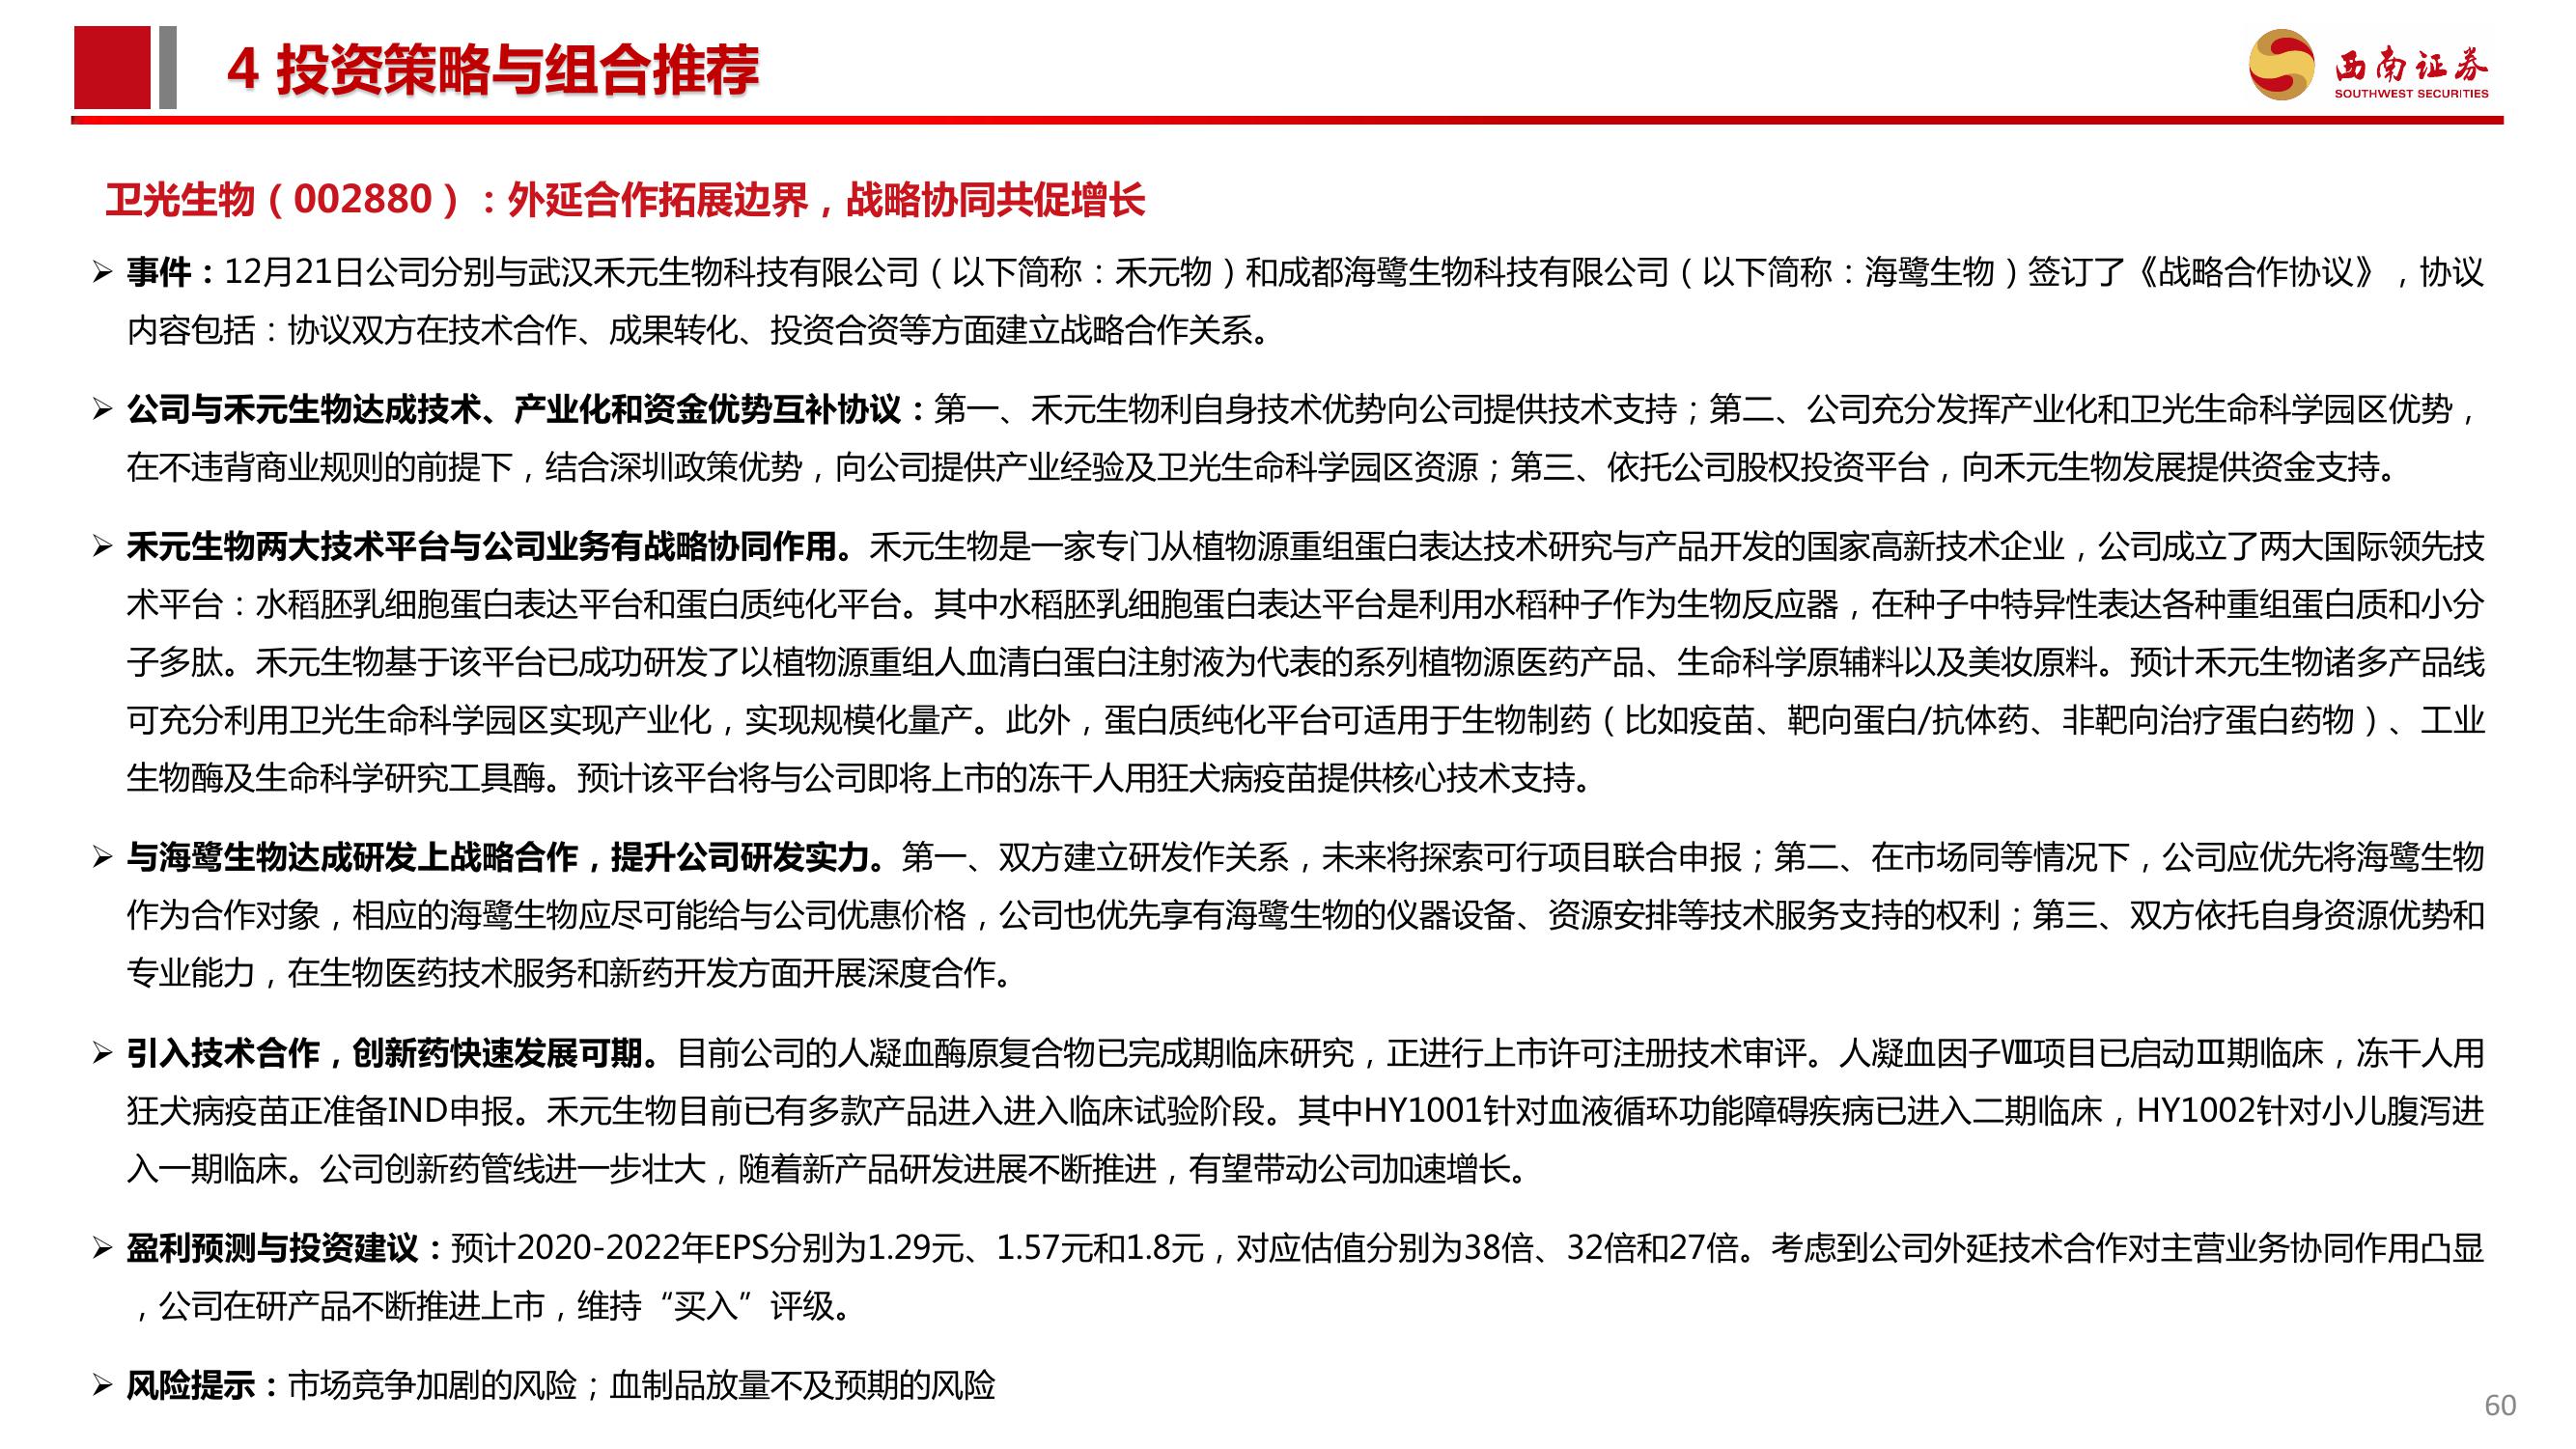 4 投资策略与组合推荐
西南证券
SOUTHWEST SECURITIES
卫光生物（002880）：外延合作拓展边界，战略协同共促增长
➢ 事件：12月21日公司分别与武汉禾元生物科技有限公司（以下简称：禾元物）和成都海鹭生物科技有限公司（以下简称：海鹭生物）签订了《战略合作协议》，协议
内容包括：协议双方在技术合作、成果转化、投资合资等方面建立战略合作关系。
➢ 公司与禾元生物达成技术、产业化和资金优势互补协议：第一、禾元生物利自身技术优势向公司提供技术支持；第二、公司充分发挥产业化和卫光生命科学园区优势，
在不违背商业规则的前提下，结合深圳政策优势，向公司提供产业经验及卫光生命科学园区资源；第三、依托公司股权投资平台，向禾元生物发展提供资金支持。
➢ 禾元生物两大技术平台与公司业务有战略协同作用。禾元生物是一家专门从植物源重组蛋白表达技术研究与产品开发的国家高新技术企业，公司成立了两大国际领先技
术平台：水稻胚乳细胞蛋白表达平台和蛋白质纯化平台。其中水稻胚乳细胞蛋白表达平台是利用水稻种子作为生物反应器，在种子中特异性表达各种重组蛋白质和小分
子多肽。禾元生物基于该平台已成功研发了以植物源重组人血清白蛋白注射液为代表的系列植物源医药产品、生命科学原辅料以及美妆原料。预计禾元生物诸多产品线
可充分利用卫光生命科学园区实现产业化，实现规模化量产。此外，蛋白质纯化平台可适用于生物制药（比如疫苗、靶向蛋白/抗体药、非靶向治疗蛋白药物）、工业
生物酶及生命科学研究工具酶。预计该平台将与公司即将上市的冻干人用狂犬病疫苗提供核心技术支持。
➢ 与海鹭生物达成研发上战略合作，提升公司研发实力。第一、双方建立研发作关系，未来将探索可行项目联合申报；第二、在市场同等情况下，公司应优先将海鹭生物
作为合作对象，相应的海鹭生物应尽可能给与公司优惠价格，公司也优先享有海鹭生物的仪器设备、资源安排等技术服务支持的权利；第三、双方依托自身资源优势和
专业能力，在生物医药技术服务和新药开发方面开展深度合作。
➢ 引入技术合作，创新药快速发展可期。目前公司的人凝血酶原复合物已完成期临床研究，正进行上市许可注册技术审评。人凝血因子Ⅷ项目已启动Ⅲ期临床，冻干人用
狂犬病疫苗正准备IND申报。禾元生物目前已有多款产品进入进入临床试验阶段。其中HY1001针对血液循环功能障碍疾病已进入二期临床，HY1002针对小儿腹泻进
入一期临床。公司创新药管线进一步壮大，随着新产品研发进展不断推进，有望带动公司加速增长。
➢ 盈利预测与投资建议：预计2020-2022年EPS分别为1.29元、1.57元和1.8元，对应估值分别为38倍、32倍和27倍。考虑到公司外延技术合作对主营业务协同作用凸显
，公司在研产品不断推进上市，维持“买入”评级。
➢ 风险提示：市场竞争加剧的风险；血制品放量不及预期的风险
60